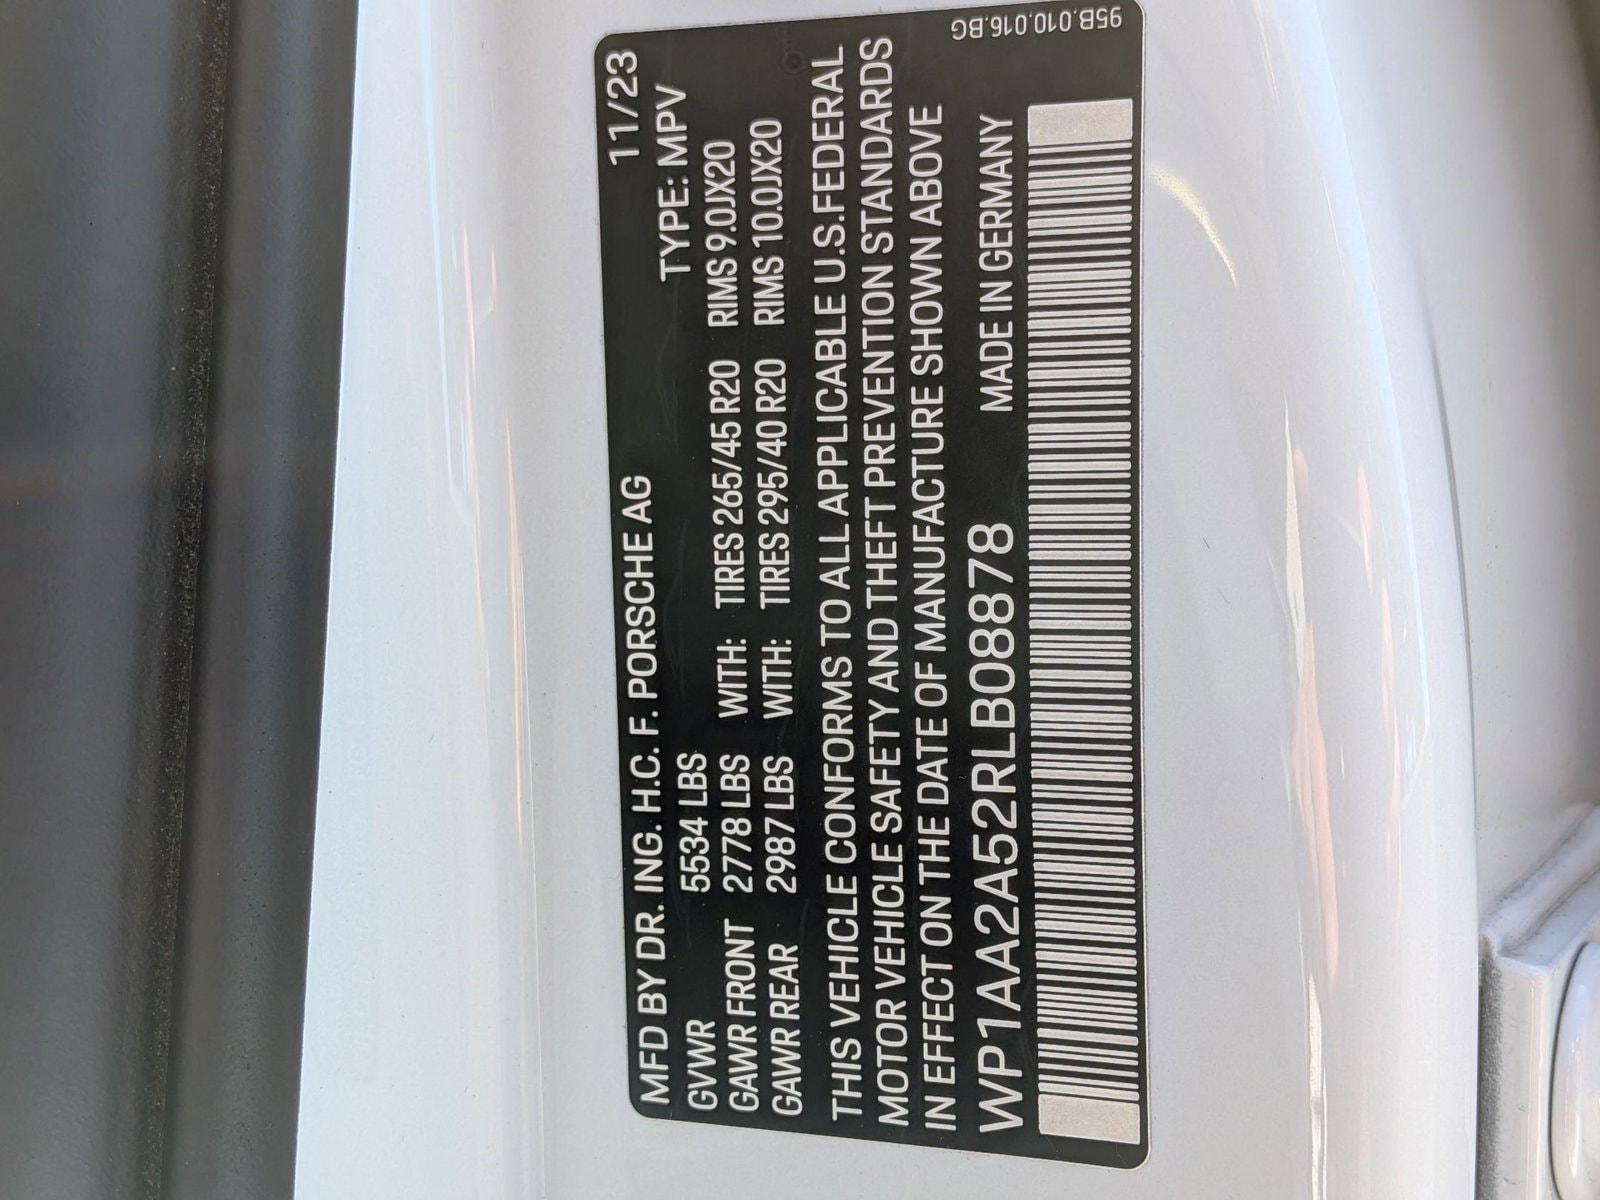 MFD BY DR. ING. H.C. F. PORSCHE AG 11/23
GVWR 5534 LBS TYPE: MPV
GAWR FRONT 2778 LBS WITH: TIRES 265/45 R20 RIMS 9.0JX20
GAWR REAR 2987 LBS WITH: TIRES 295/40 R20 RIMS 10.0JX20
THIS VEHICLE CONFORMS TO ALL APPLICABLE U.S.FEDERAL
MOTOR VEHICLE SAFETY AND THEFT PREVENTION STANDARDS
IN EFFECT ON THE DATE OF MANUFACTURE SHOWN ABOVE
WP1AA2A52RLB08878 MADE IN GERMANY
95B.010.016.BG